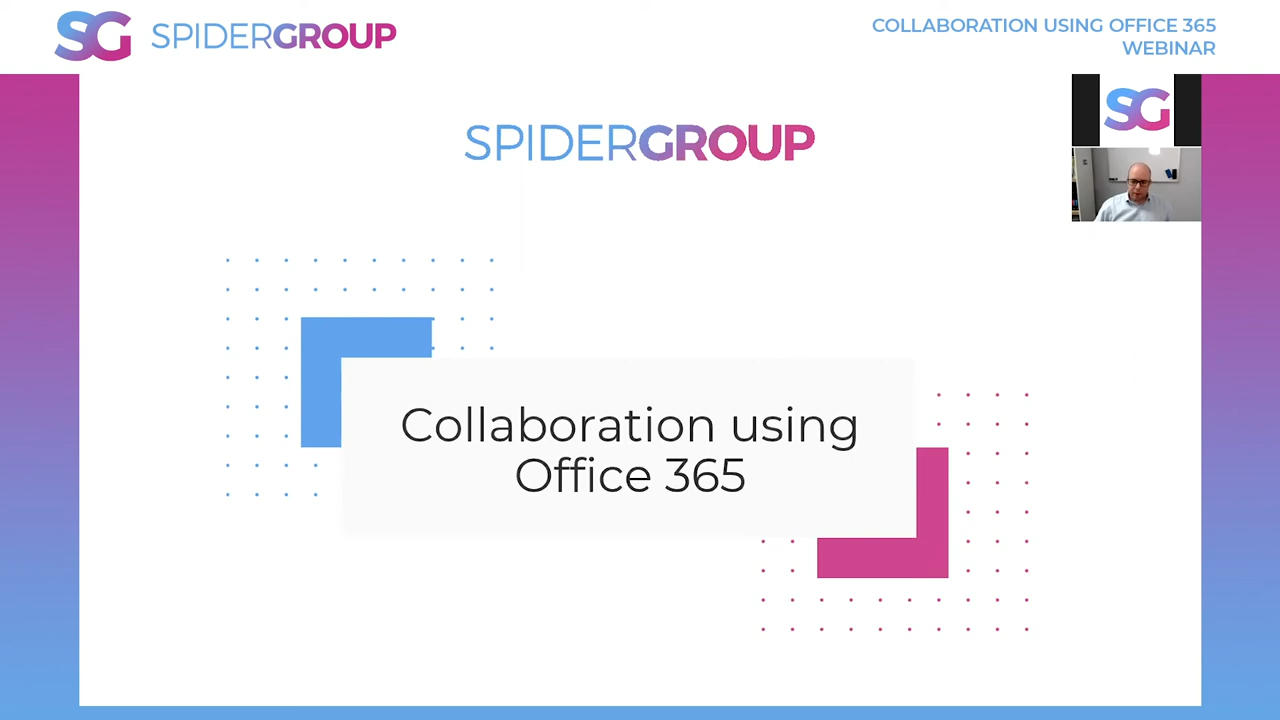 SG SPIDERGROUP
COLLABORATION USING OFFICE 365
WEBINAR
SG
SPIDERGROUP
Collaboration using
Office 365